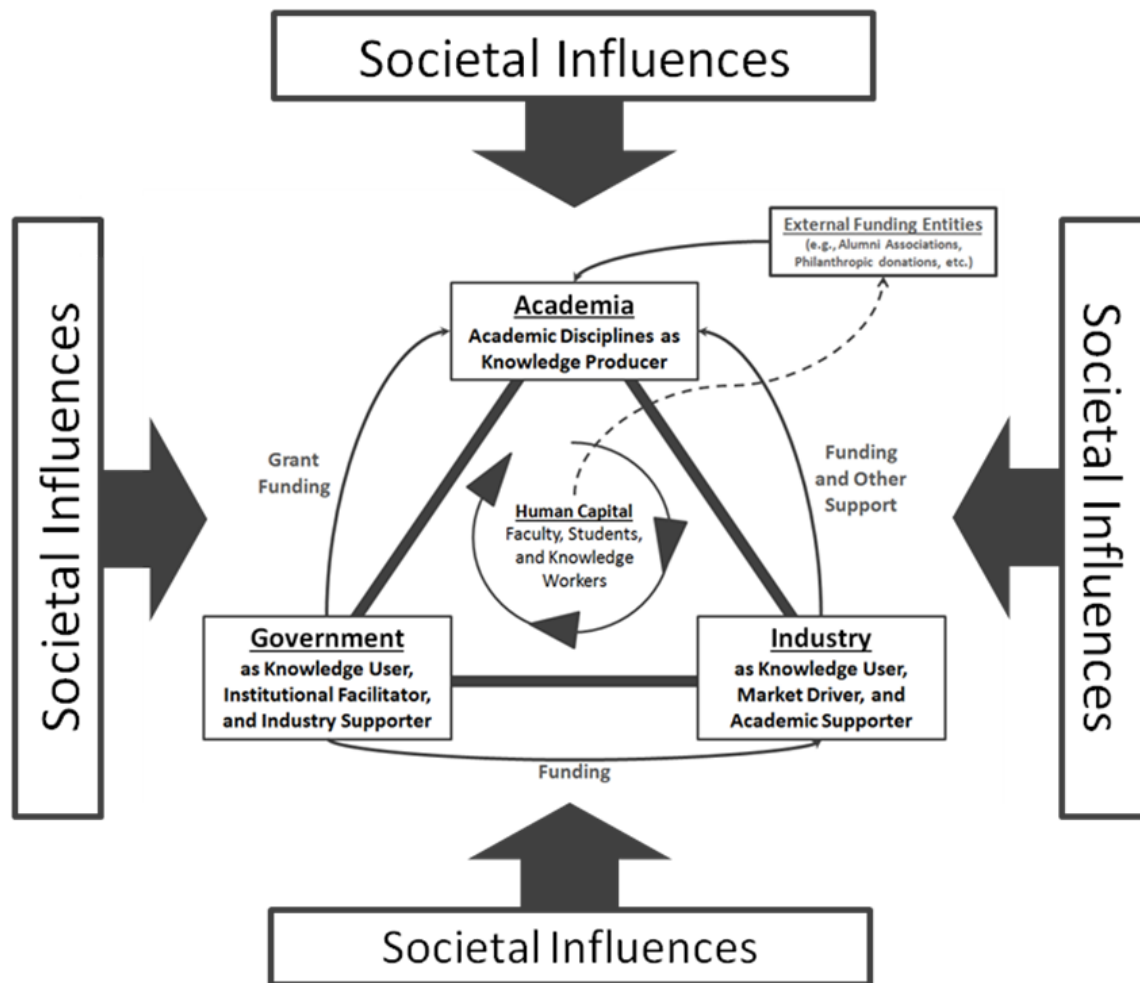 Societal Influences
Societal Influences
External Funding Entities
(e.g., Alumni Associations,
Philanthropic donations, etc.)
Academia
Academic Disciplines as
Knowledge Producer
Grant
Funding
Funding
and Other
Support
Human Capital
Faculty, Students,
and Knowledge
Workers
Government
as Knowledge User,
Institutional Facilitator,
and Industry Supporter
Industry
as Knowledge User,
Market Driver, and
Academic Supporter
Funding
Societal Influences
Societal Influences